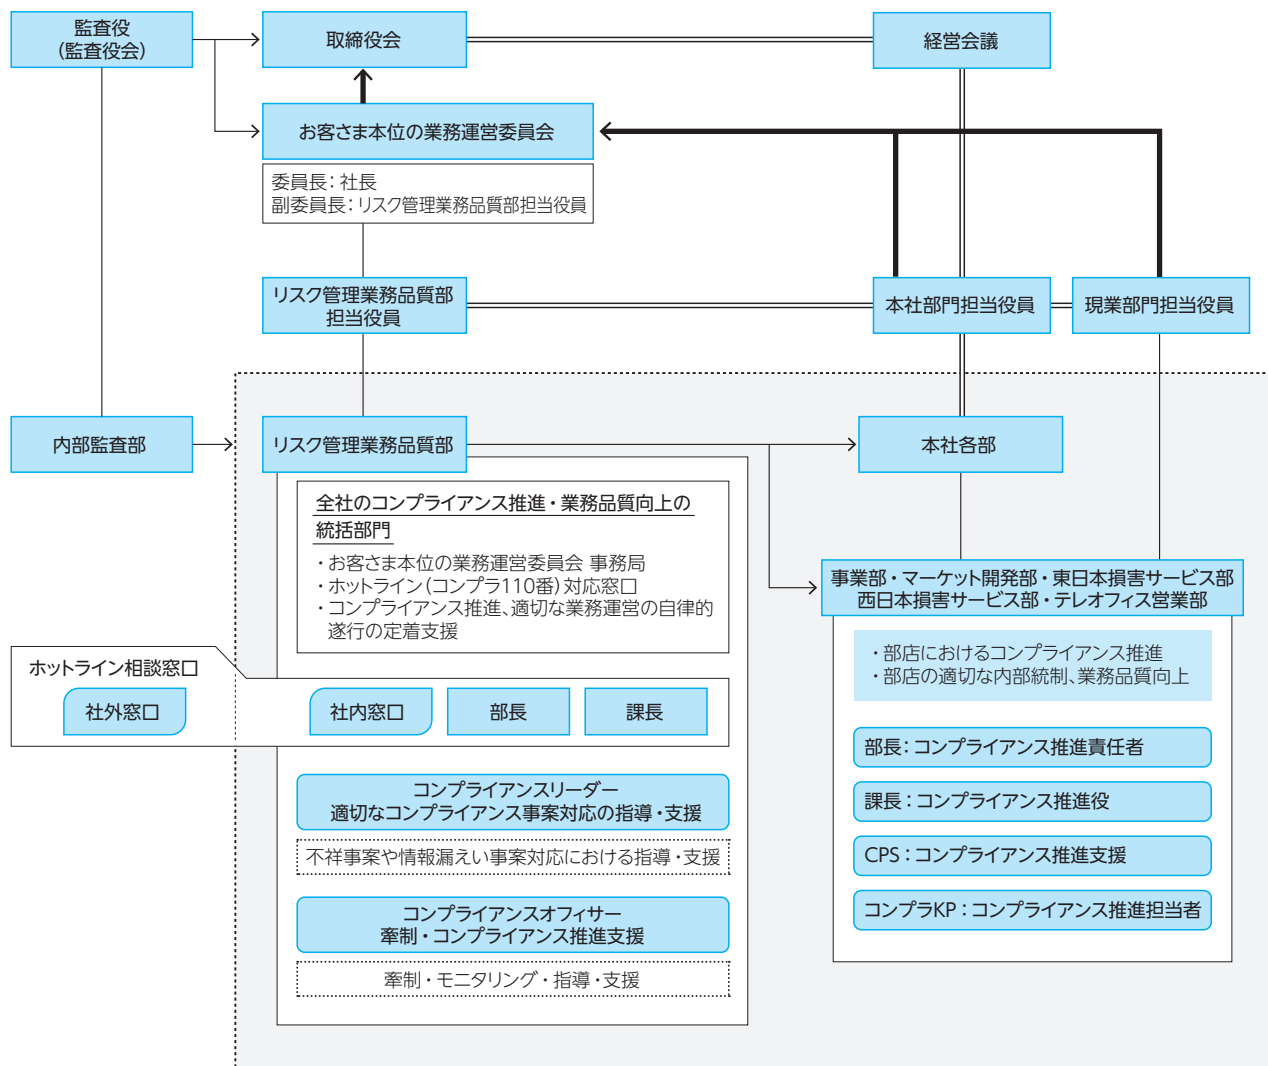 監査役
(監査役会)
取締役会
経営会議
お客さま本位の業務運営委員会
委員長：社長
副委員長：リスク管理業務品質部担当役員
リスク管理業務品質部
担当役員
本社部門担当役員
現業部門担当役員
内部監査部
リスク管理業務品質部
本社各部
全社のコンプライアンス推進・業務品質向上の
統括部門
・お客さま本位の業務運営委員会 事務局
・ホットライン（コンプラ110番）対応窓口
・コンプライアンス推進、適切な業務運営の自律的
遂行の定着支援
事業部・マーケット開発部・東日本損害サービス部
西日本損害サービス部・テレオフィス営業部
・部店におけるコンプライアンス推進
・部店の適切な内部統制、業務品質向上
ホットライン相談窓口
社外窓口
社内窓口
部長
課長
部長：コンプライアンス推進責任者
課長：コンプライアンス推進役
CPS：コンプライアンス推進支援
コンプラKP：コンプライアンス推進担当者
コンプライアンスリーダー
適切なコンプライアンス事案対応の指導・支援
不祥事案や情報漏えい事案対応における指導・支援
コンプライアンスオフィサー
牽制・コンプライアンス推進支援
牽制・モニタリング・指導・支援